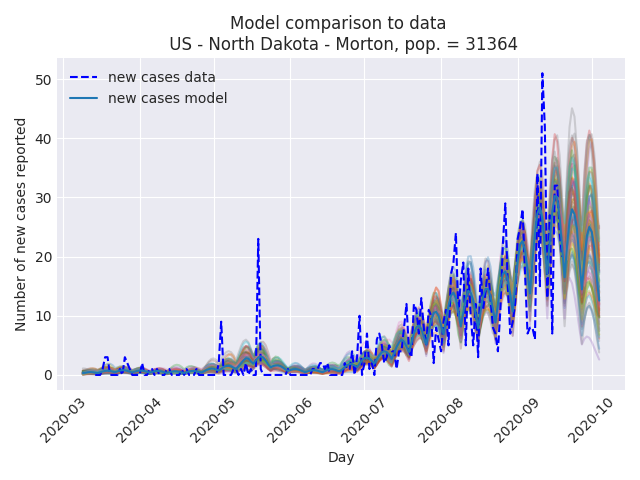 Model comparison to data
US - North Dakota - Morton, pop. = 31364
new cases data
new cases model
Number of new cases reported
50
40
30
20
10
0
2020-03
2020-04
2020-05
2020-06
2020-07
2020-08
2020-09
2020-10
Day